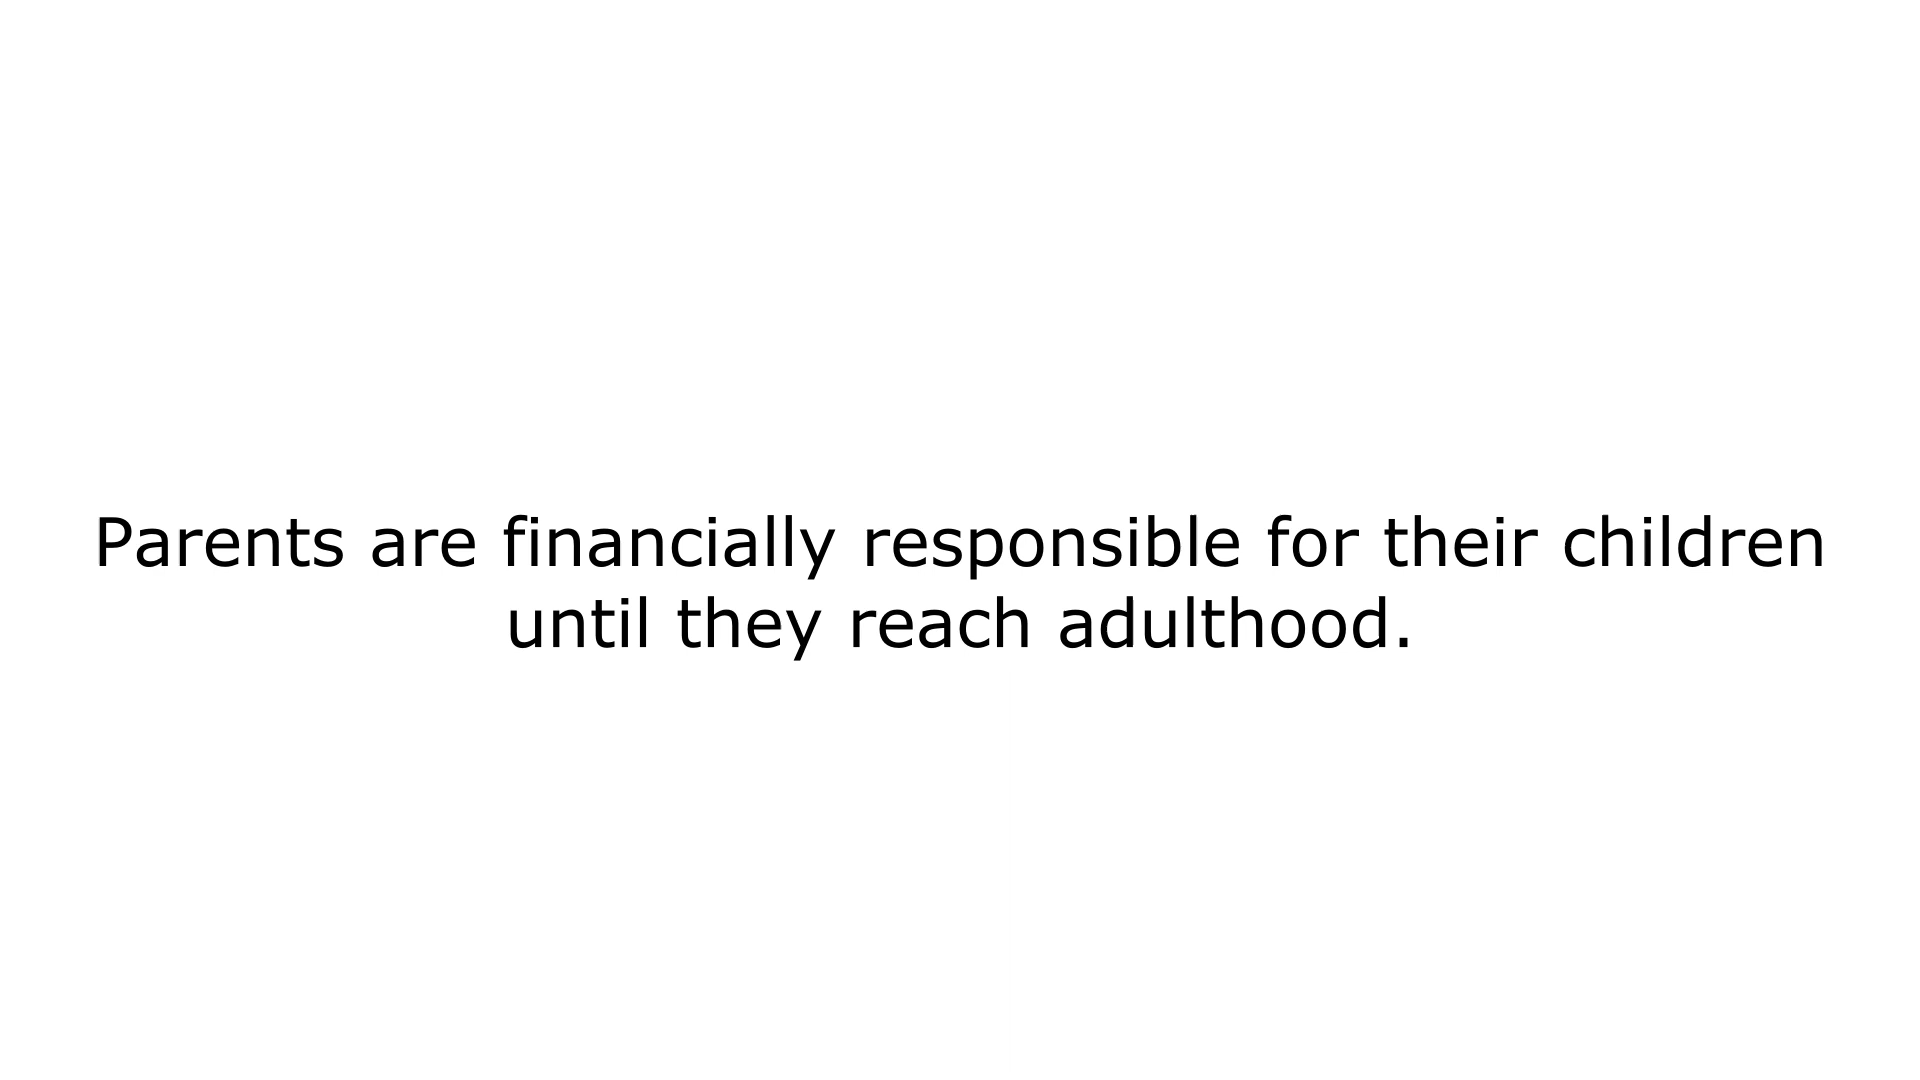 Parents are financially responsible for their children
until they reach adulthood.